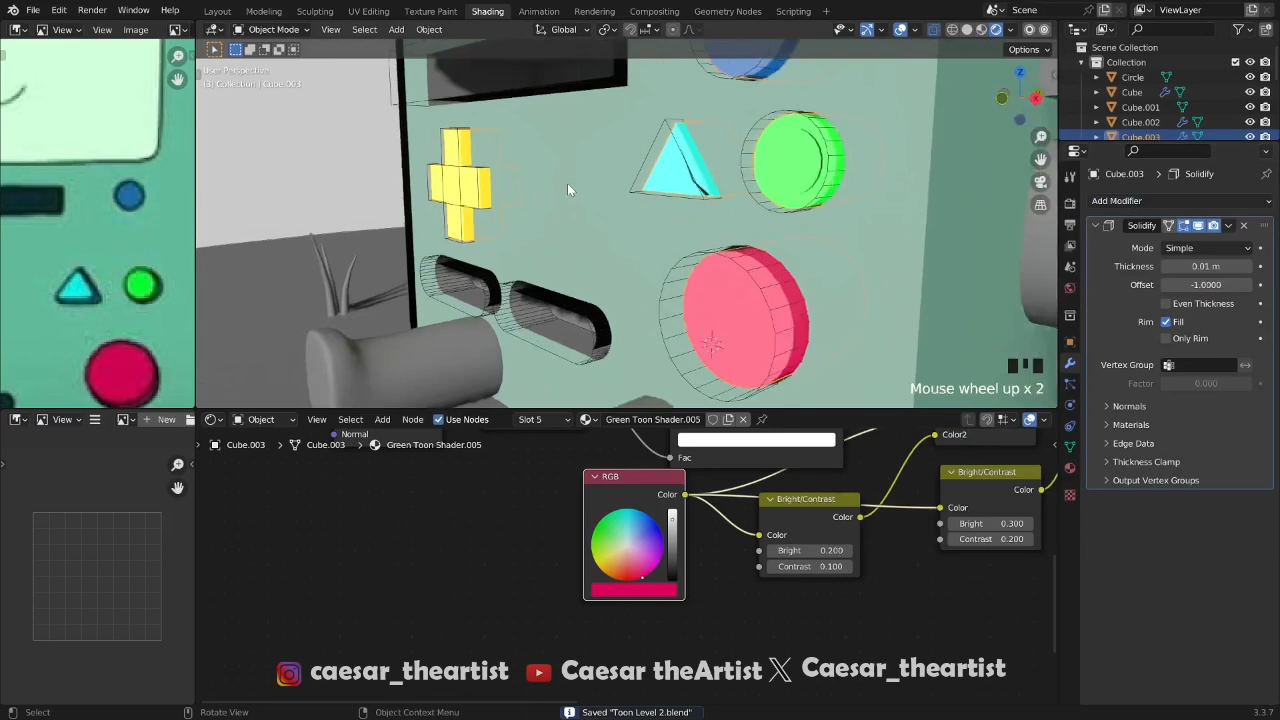 File Edit Render Window Help Layout Modeling Sculpting UV Editing Texture Paint Shading Animation Rendering Compositing Geometry Nodes Scripting Scene ViewLayer
View View Image Object Mode View Select Add Object Global
Options
User Perspective
(3) Collection | Cube.003
Scene Collection
Collection
Circle
Cube
Cube.001
Cube.002
Cube.003
Cube.003 Solidify
Add Modifier
Solidify
Mode Simple
Thickness 0.01 m
Offset -1.0000
Even Thickness
Rim Fill
Only Rim
Vertex Group
Factor 0.000
Normals
Materials
Edge Data
Thickness Clamp
Output Vertex Groups
Mouse wheel up x 2
View New Object View Select Add Node Use Nodes Slot 5 Green Toon Shader.005
Normal
Cube.003 Cube.003 Green Toon Shader.005
Fac
Color2
RGB
Color
Bright/Contrast
Color
Color
Bright 0.200
Contrast 0.100
Bright/Contrast
Color
Color
Bright 0.300
Contrast 0.200
caesar_theartist Caesar theArtist Caesar_theartist
Select Rotate View Object Context Menu Saved "Toon Level 2.blend" 3.3.7